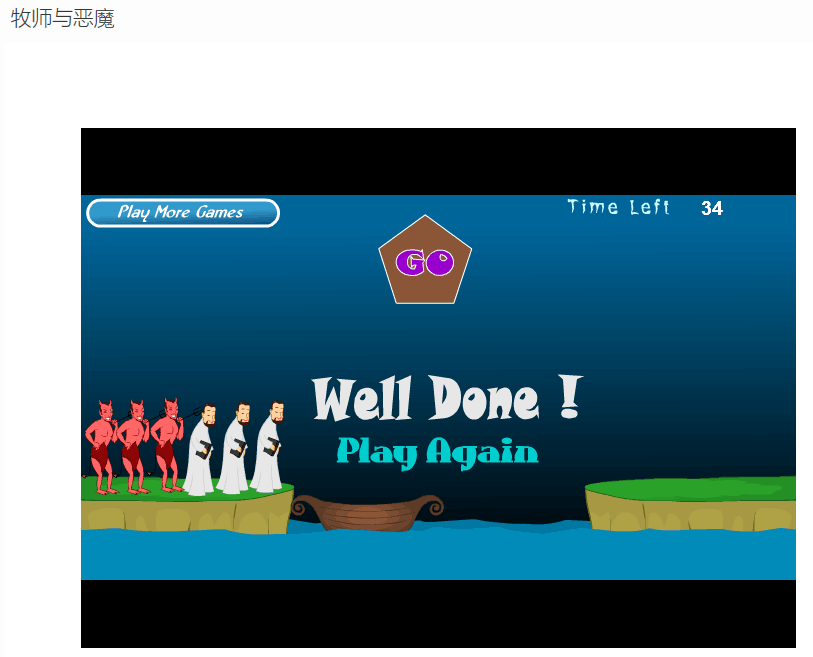 牧师与恶魔
Play More Games
Time Left 34
GO
Well Done !
Play Again